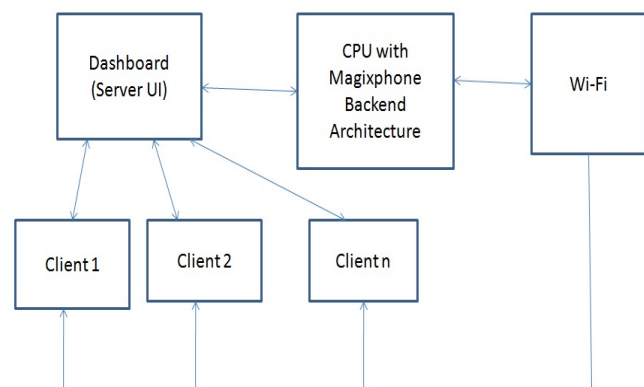 Dashboard
(Server UI)
CPU with
Magixphone
Backend
Architecture
Wi-Fi
Client 1
Client 2
Client n